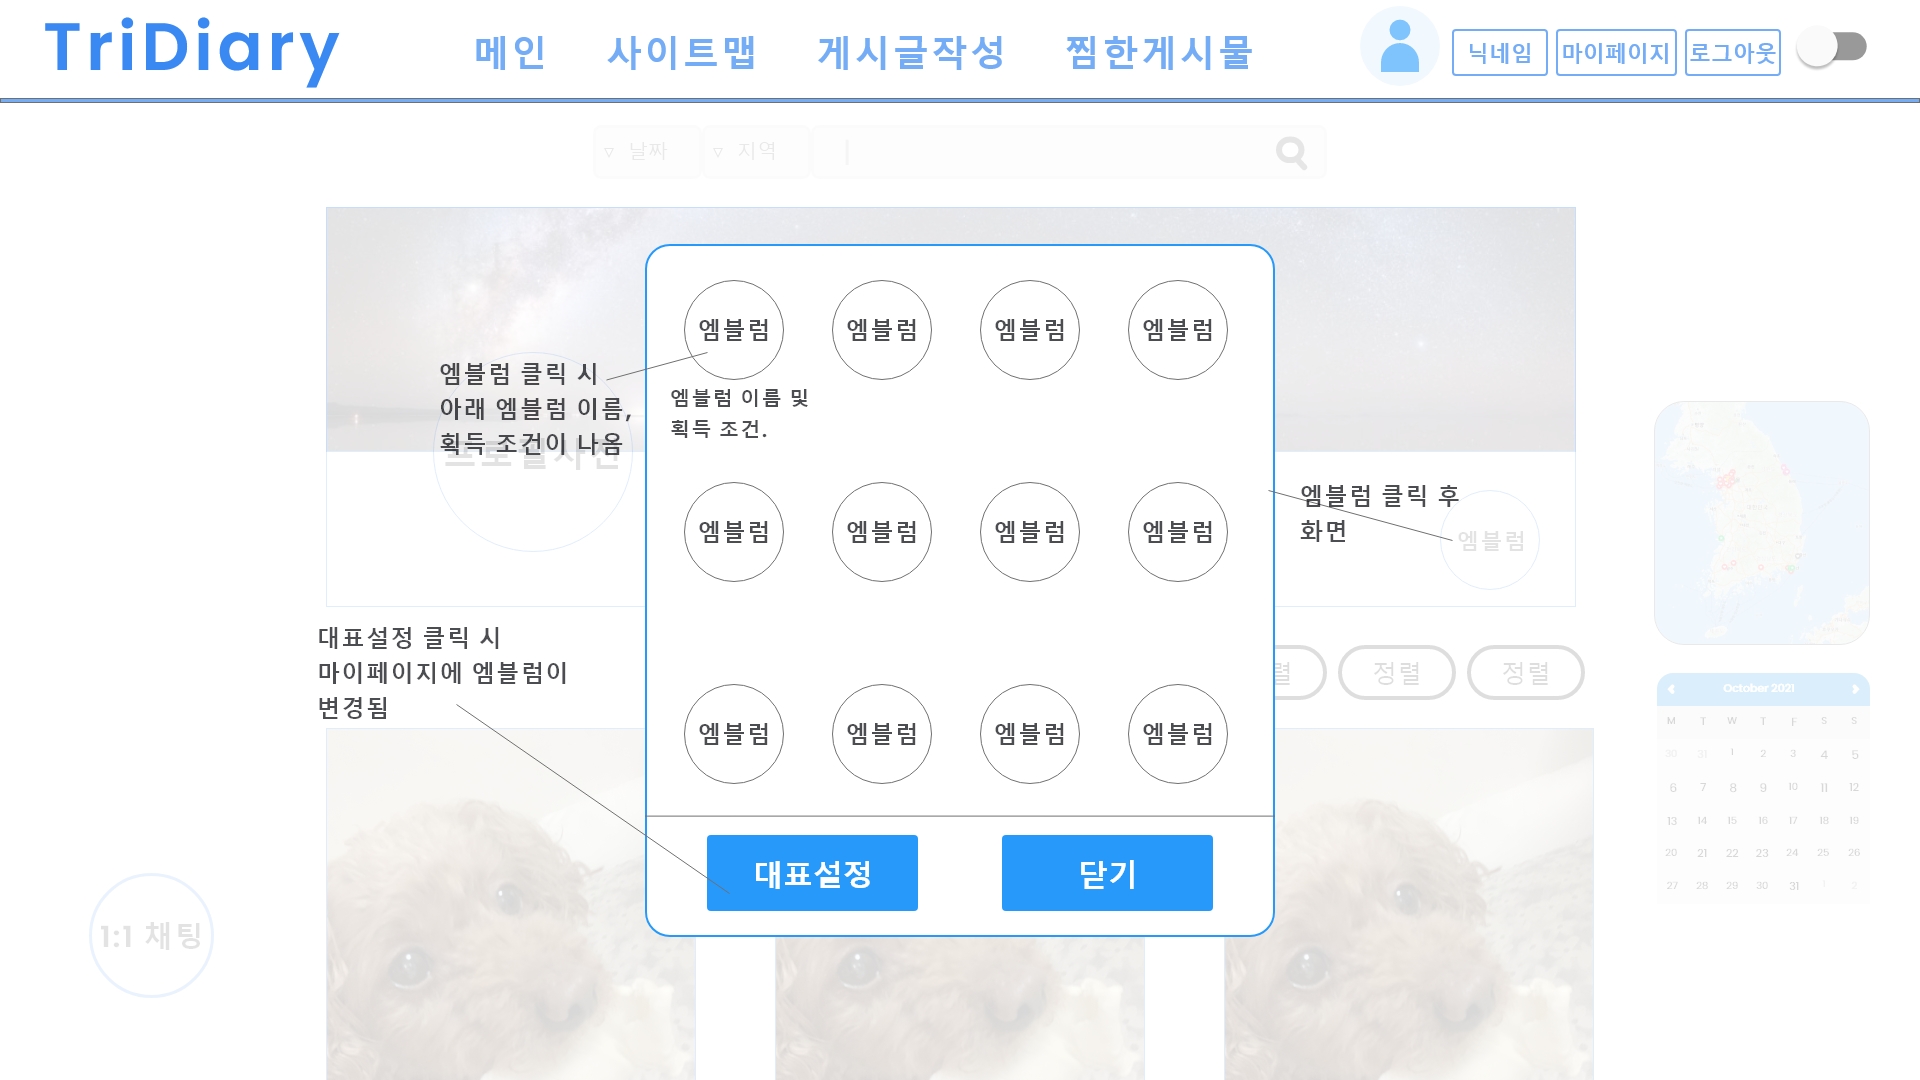 TriDiary
메인 사이트맵 게시글작성 찜한게시물
닉네임 마이페이지 로그아웃
▽ 날짜 ▽ 지역
엠블럼 엠블럼 엠블럼 엠블럼
엠블럼 클릭 시
아래 엠블럼 이름,
획득 조건이 나옴
프로필사진
엠블럼 이름 및
획득 조건.
엠블럼 엠블럼 엠블럼 엠블럼
엠블럼 클릭 후
화면
엠블럼
대표설정 클릭 시
마이페이지에 엠블럼이
변경됨
렬 정렬 정렬
엠블럼 엠블럼 엠블럼 엠블럼
대표설정 닫기
1:1 채팅
October 2021
M T W T F S S
30 31 1 2 3 4 5
6 7 8 9 10 11 12
13 14 15 16 17 18 19
20 21 22 23 24 25 26
27 28 29 30 31 1 2